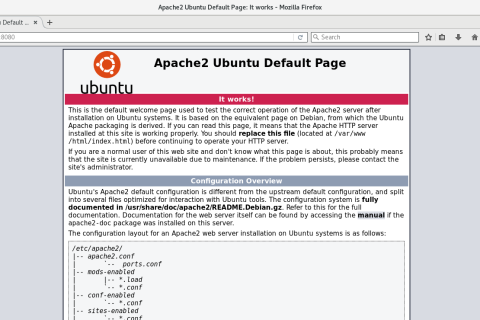 Apache2 Ubuntu Default Page: It works - Mozilla Firefox
Default ... × +
8080
Search
ubuntu
Apache2 Ubuntu Default Page
It works!
This is the default welcome page used to test the correct operation of the Apache2 server after
installation on Ubuntu systems. It is based on the equivalent page on Debian, from which the Ubuntu
Apache packaging is derived. If you can read this page, it means that the Apache HTTP server
installed at this site is working properly. You should replace this file (located at /var/www
/html/index.html) before continuing to operate your HTTP server.
If you are a normal user of this web site and don't know what this page is about, this probably means
that the site is currently unavailable due to maintenance. If the problem persists, please contact the
site's administrator.
Configuration Overview
Ubuntu's Apache2 default configuration is different from the upstream default configuration, and split
into several files optimized for interaction with Ubuntu tools. The configuration system is fully
documented in /usr/share/doc/apache2/README.Debian.gz. Refer to this for the full
documentation. Documentation for the web server itself can be found by accessing the manual if the
apache2-doc package was installed on this server.
The configuration layout for an Apache2 web server installation on Ubuntu systems is as follows:
/etc/apache2/
|-- apache2.conf
|       `--  ports.conf
|-- mods-enabled
|       |-- *.load
|       `-- *.conf
|-- conf-enabled
|       `-- *.conf
|-- sites-enabled
|       `-- *.conf